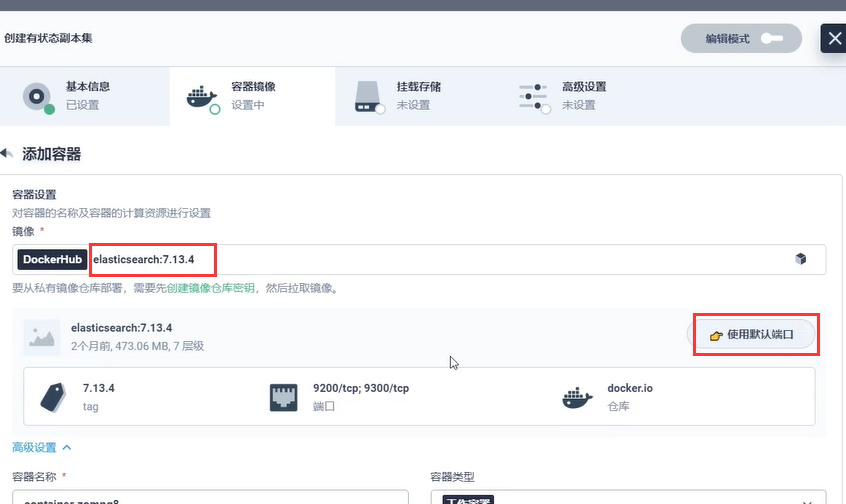 创建有状态副本集
编辑模式
基本信息
已设置
容器镜像
设置中
挂载存储
未设置
高级设置
未设置
添加容器
容器设置
对容器的名称及容器的计算资源进行设置
镜像 *
DockerHub elasticsearch:7.13.4
要从私有镜像仓库部署，需要先创建镜像仓库密钥，然后拉取镜像。
elasticsearch:7.13.4
2个月前, 473.06 MB, 7 层级
使用默认端口
7.13.4
tag
9200/tcp; 9300/tcp
端口
docker.io
仓库
高级设置
容器名称 *
容器类型
container-zompg8
工作容器